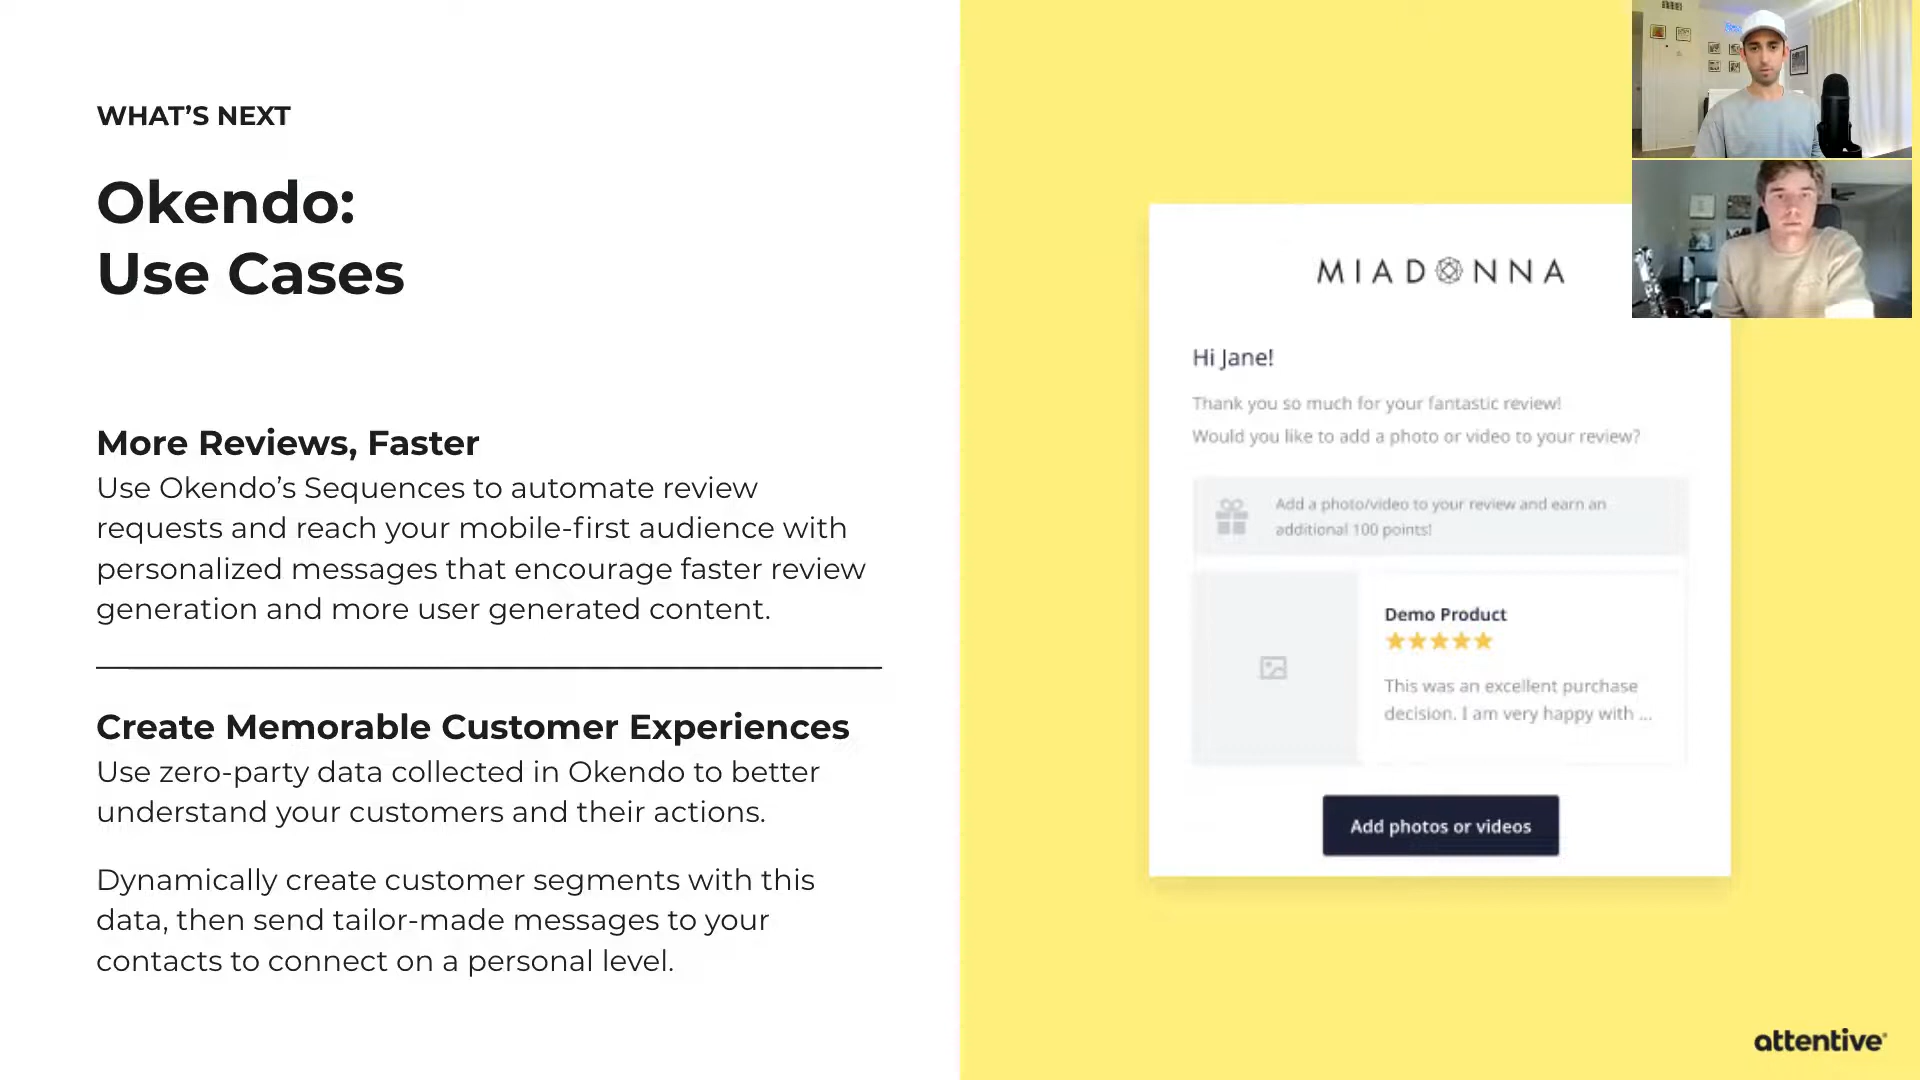 WHAT’S NEXT
Okendo:
Use Cases
More Reviews, Faster
Use Okendo’s Sequences to automate review
requests and reach your mobile-first audience with
personalized messages that encourage faster review
generation and more user generated content.
Create Memorable Customer Experiences
Use zero-party data collected in Okendo to better
understand your customers and their actions.
Dynamically create customer segments with this
data, then send tailor-made messages to your
contacts to connect on a personal level.
MIADONNA
Hi Jane!
Thank you so much for your fantastic review!
Would you like to add a photo or video to your review?
Add a photo/video to your review and earn an
additional 100 points!
Demo Product
This was an excellent purchase
decision. I am very happy with ...
Add photos or videos
attentive